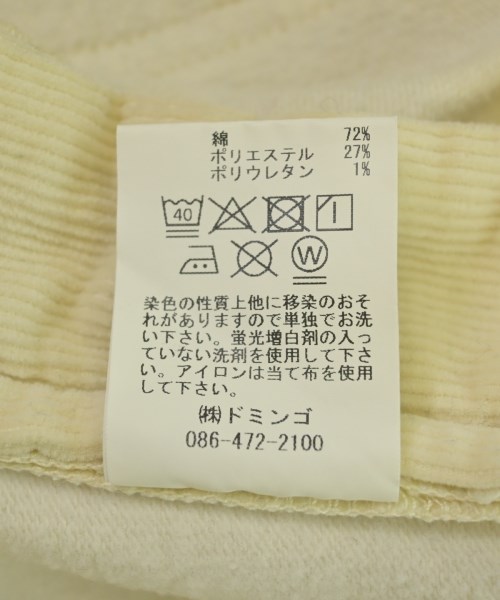 綿 72%
ポリエステル 27%
ポリウレタン 1%
40
W
染色の性質上他に移染のおそ
れがありますので単独でお洗
い下さい。蛍光増白剤の入っ
ていない洗剤を使用して下さ
い。アイロンは当て布を使用
して下さい。
㈱ドミンゴ
086-472-2100